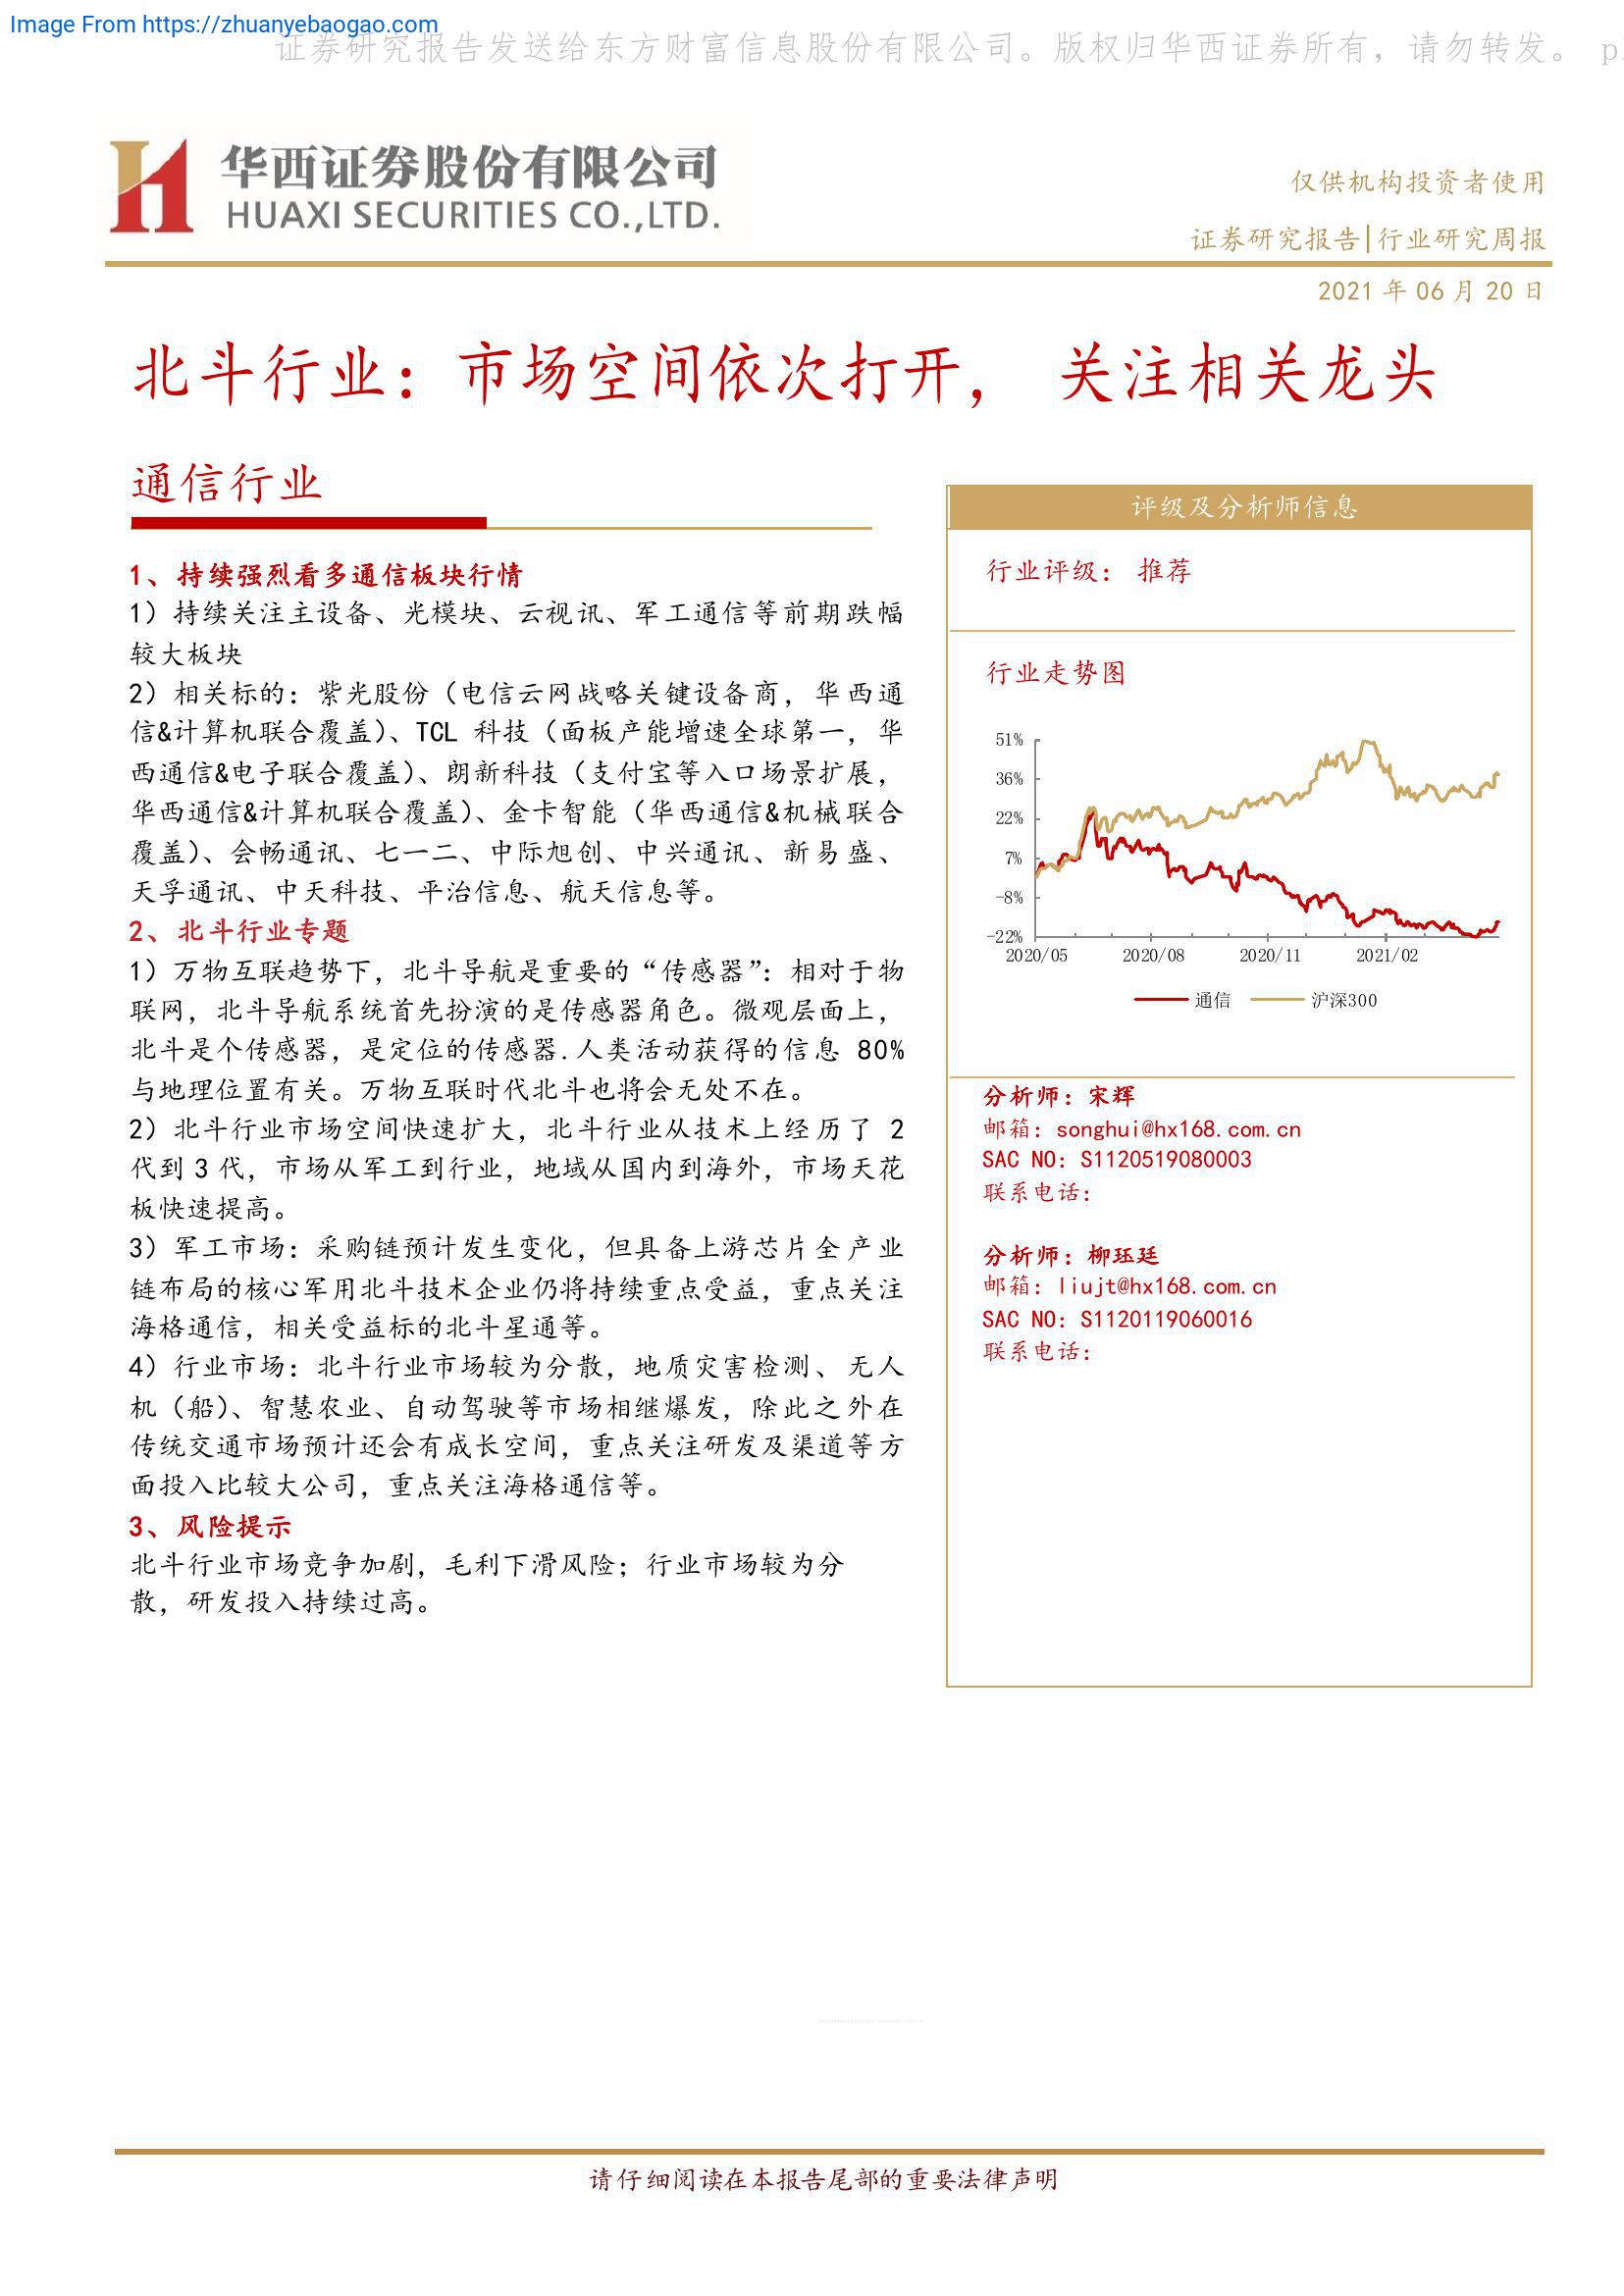 Image From https://zhuanyebaogao.com
证券研究报告发送给东方财富信息股份有限公司。版权归华西证券所有，请勿转发。 p
华西证券股份有限公司
HUAXI SECURITIES CO.,LTD.
仅供机构投资者使用
证券研究报告|行业研究周报
2021 年 06 月 20 日
北斗行业：市场空间依次打开， 关注相关龙头
通信行业
1、持续强烈看多通信板块行情
1）持续关注主设备、光模块、云视讯、军工通信等前期跌幅
较大板块
2）相关标的：紫光股份（电信云网战略关键设备商，华西通
信&计算机联合覆盖）、TCL 科技（面板产能增速全球第一，华
西通信&电子联合覆盖）、朗新科技（支付宝等入口场景扩展，
华西通信&计算机联合覆盖）、金卡智能（华西通信&机械联合
覆盖）、会畅通讯、七一二、中际旭创、中兴通讯、新易盛、
天孚通讯、中天科技、平治信息、航天信息等。
2、北斗行业专题
1）万物互联趋势下，北斗导航是重要的“传感器”：相对于物
联网，北斗导航系统首先扮演的是传感器角色。微观层面上，
北斗是个传感器，是定位的传感器.人类活动获得的信息 80%
与地理位置有关。万物互联时代北斗也将会无处不在。
2）北斗行业市场空间快速扩大，北斗行业从技术上经历了 2
代到 3 代，市场从军工到行业，地域从国内到海外，市场天花
板快速提高。
3）军工市场：采购链预计发生变化，但具备上游芯片全产业
链布局的核心军用北斗技术企业仍将持续重点受益，重点关注
海格通信，相关受益标的北斗星通等。
4）行业市场：北斗行业市场较为分散，地质灾害检测、无人
机（船）、智慧农业、自动驾驶等市场相继爆发，除此之外在
传统交通市场预计还会有成长空间，重点关注研发及渠道等方
面投入比较大公司，重点关注海格通信等。
3、风险提示
北斗行业市场竞争加剧，毛利下滑风险；行业市场较为分
散，研发投入持续过高。
评级及分析师信息
行业评级： 推荐
行业走势图
51%
36%
22%
7%
-8%
-22%
2020/05 2020/08 2020/11 2021/02
通信 沪深300
分析师：宋辉
邮箱：songhui@hx168.com.cn
SAC NO：S1120519080003
联系电话：
分析师：柳珏廷
邮箱：liujt@hx168.com.cn
SAC NO：S1120119060016
联系电话：
请仔细阅读在本报告尾部的重要法律声明